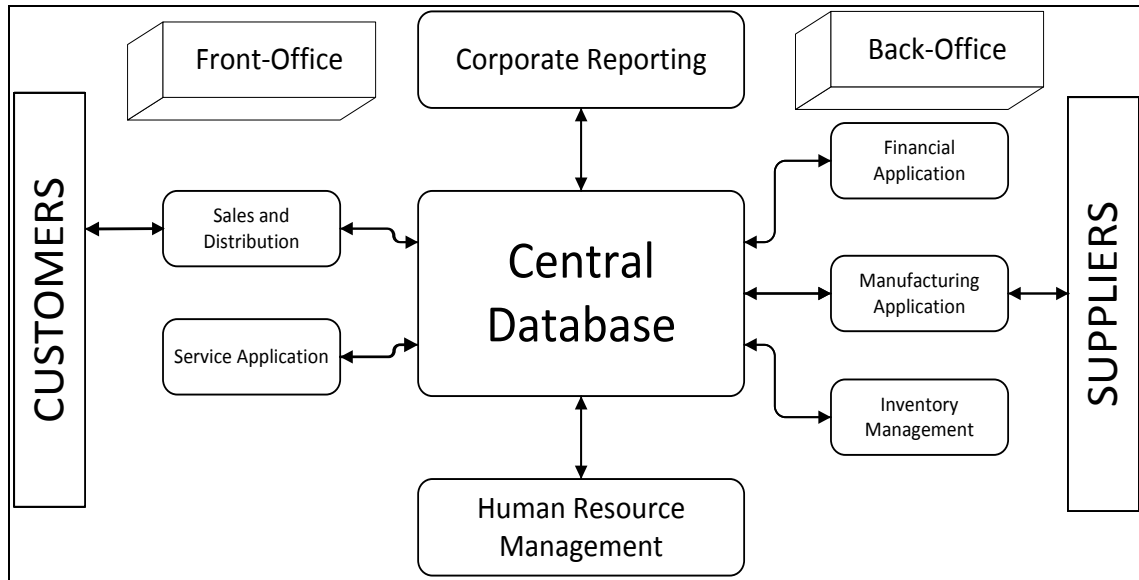 Front-Office
Corporate Reporting
Back-Office
CUSTOMERS
Sales and
Distribution
Service Application
Central
Database
Financial
Application
Manufacturing
Application
Inventory
Management
SUPPLIERS
Human Resource
Management